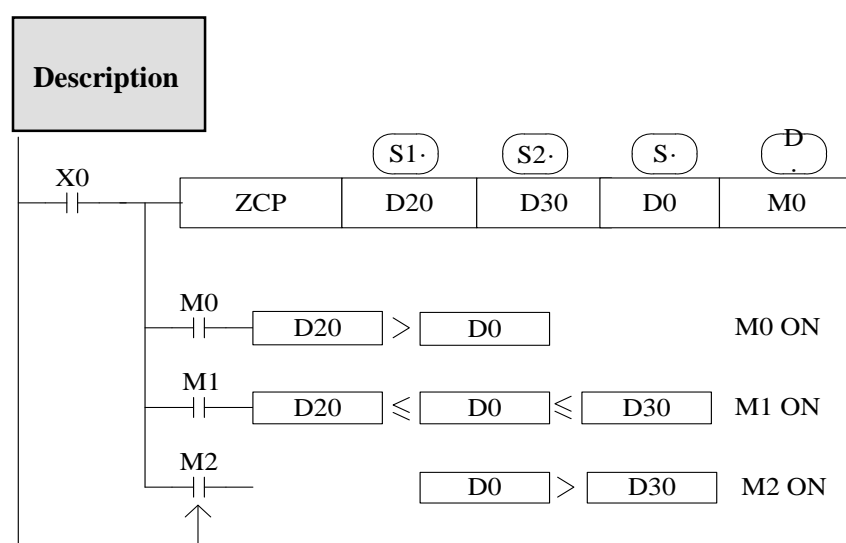 Description
S1· S2· S· D·
X0
ZCP D20 D30 D0 M0
M0
D20 > D0 M0 ON
M1
D20 ≤ D0 ≤ D30 M1 ON
M2
D0 > D30 M2 ON